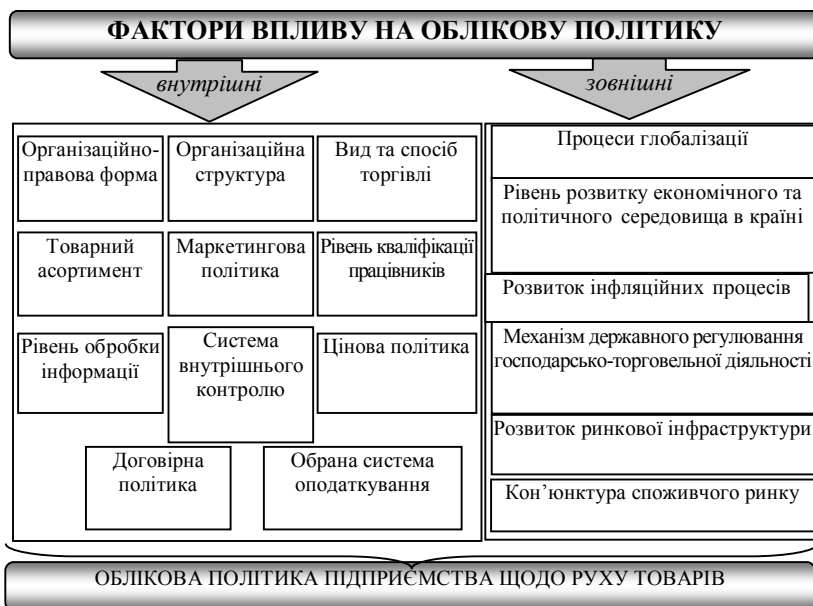 ФАКТОРИ ВПЛИВУ НА ОБЛІКОВУ ПОЛІТИКУ
внутрішні
зовнішні
Організаційно-
правова форма
Організаційна
структура
Вид та спосіб
торгівлі
Товарний
асортимент
Маркетингова
політика
Рівень кваліфікації
працівників
Рівень обробки
інформації
Система
внутрішнього
контролю
Цінова політика
Договірна
політика
Обрана система
оподаткування
Процеси глобалізації
Рівень розвитку економічного та
політичного середовища в країні
Розвиток інфляційних процесів
Механізм державного регулювання
господарсько-торговельної діяльності
Розвиток ринкової інфраструктури
Кон’юнктура споживчого ринку
ОБЛІКОВА ПОЛІТИКА ПІДПРИЄМСТВА ЩОДО РУХУ ТОВАРІВ